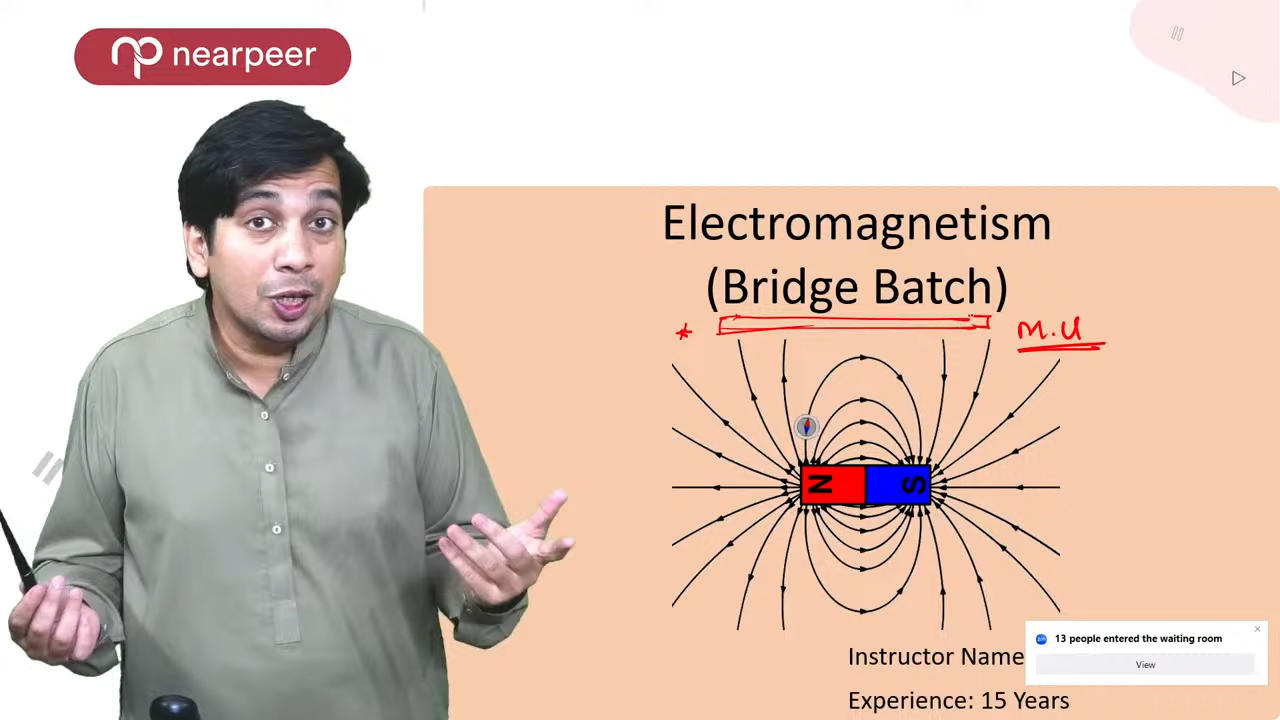 nearpeer
Electromagnetism
(Bridge Batch)
* M.U
N S
Instructor Name
Experience: 15 Years
13 people entered the waiting room
View